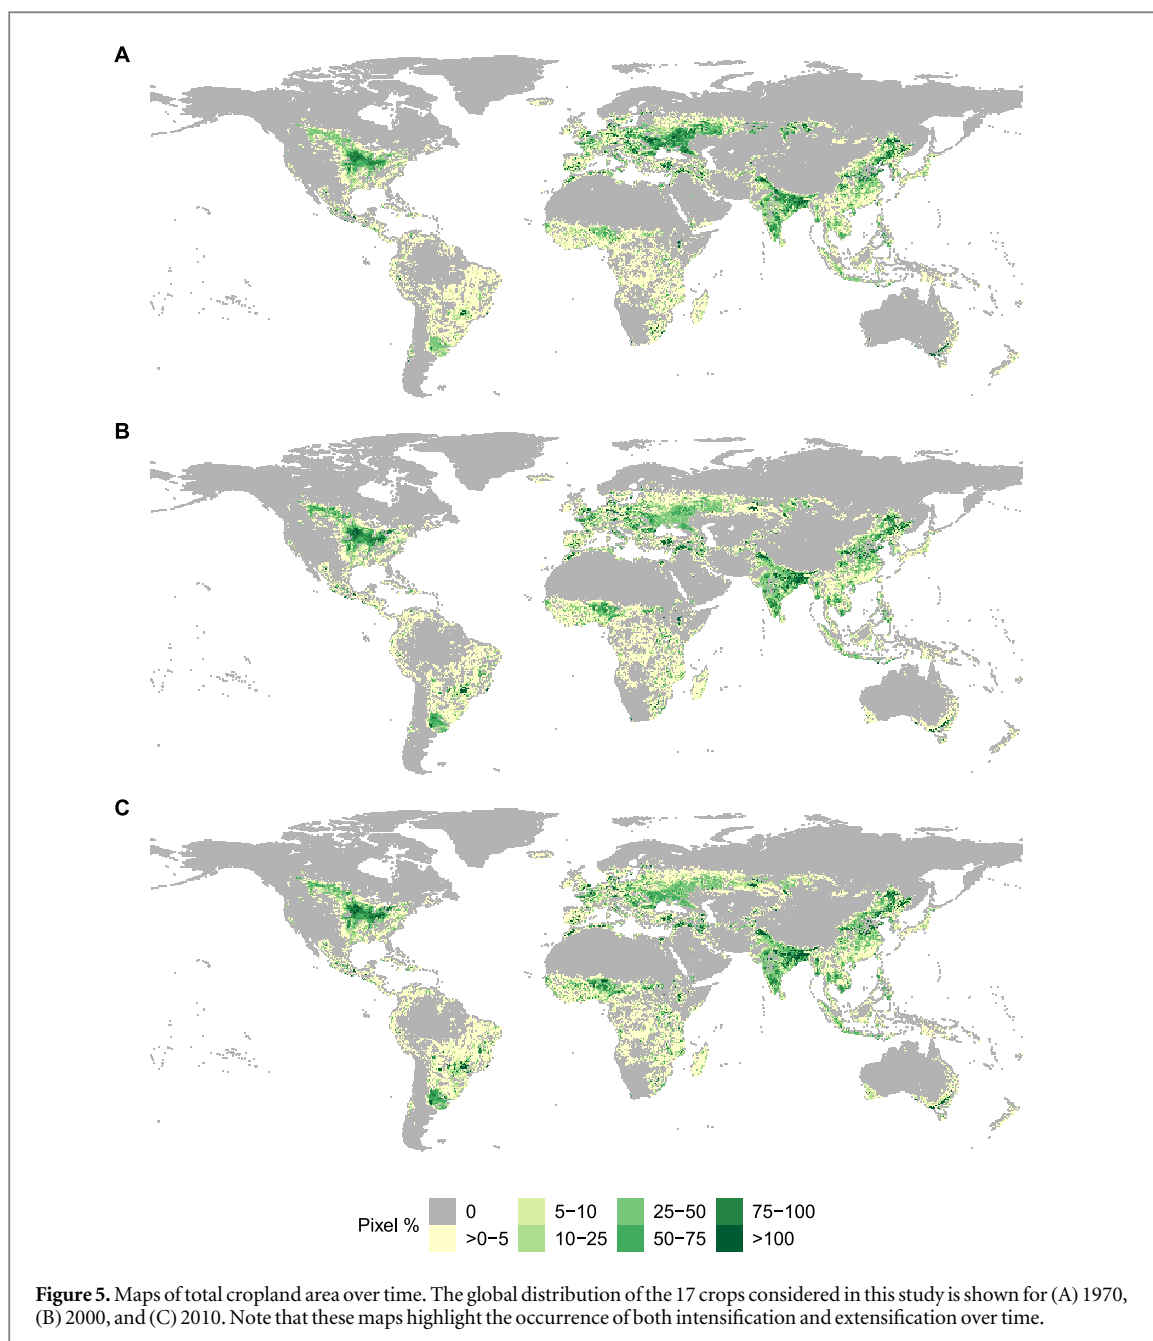 A
B
C
Pixel %
0
5−10
25−50
75−100
>0−5
10−25
50−75
>100
Figure 5. Maps of total cropland area over time. The global distribution of the 17 crops considered in this study is shown for (A) 1970,
(B) 2000, and (C) 2010. Note that these maps highlight the occurrence of both intensification and extensification over time.